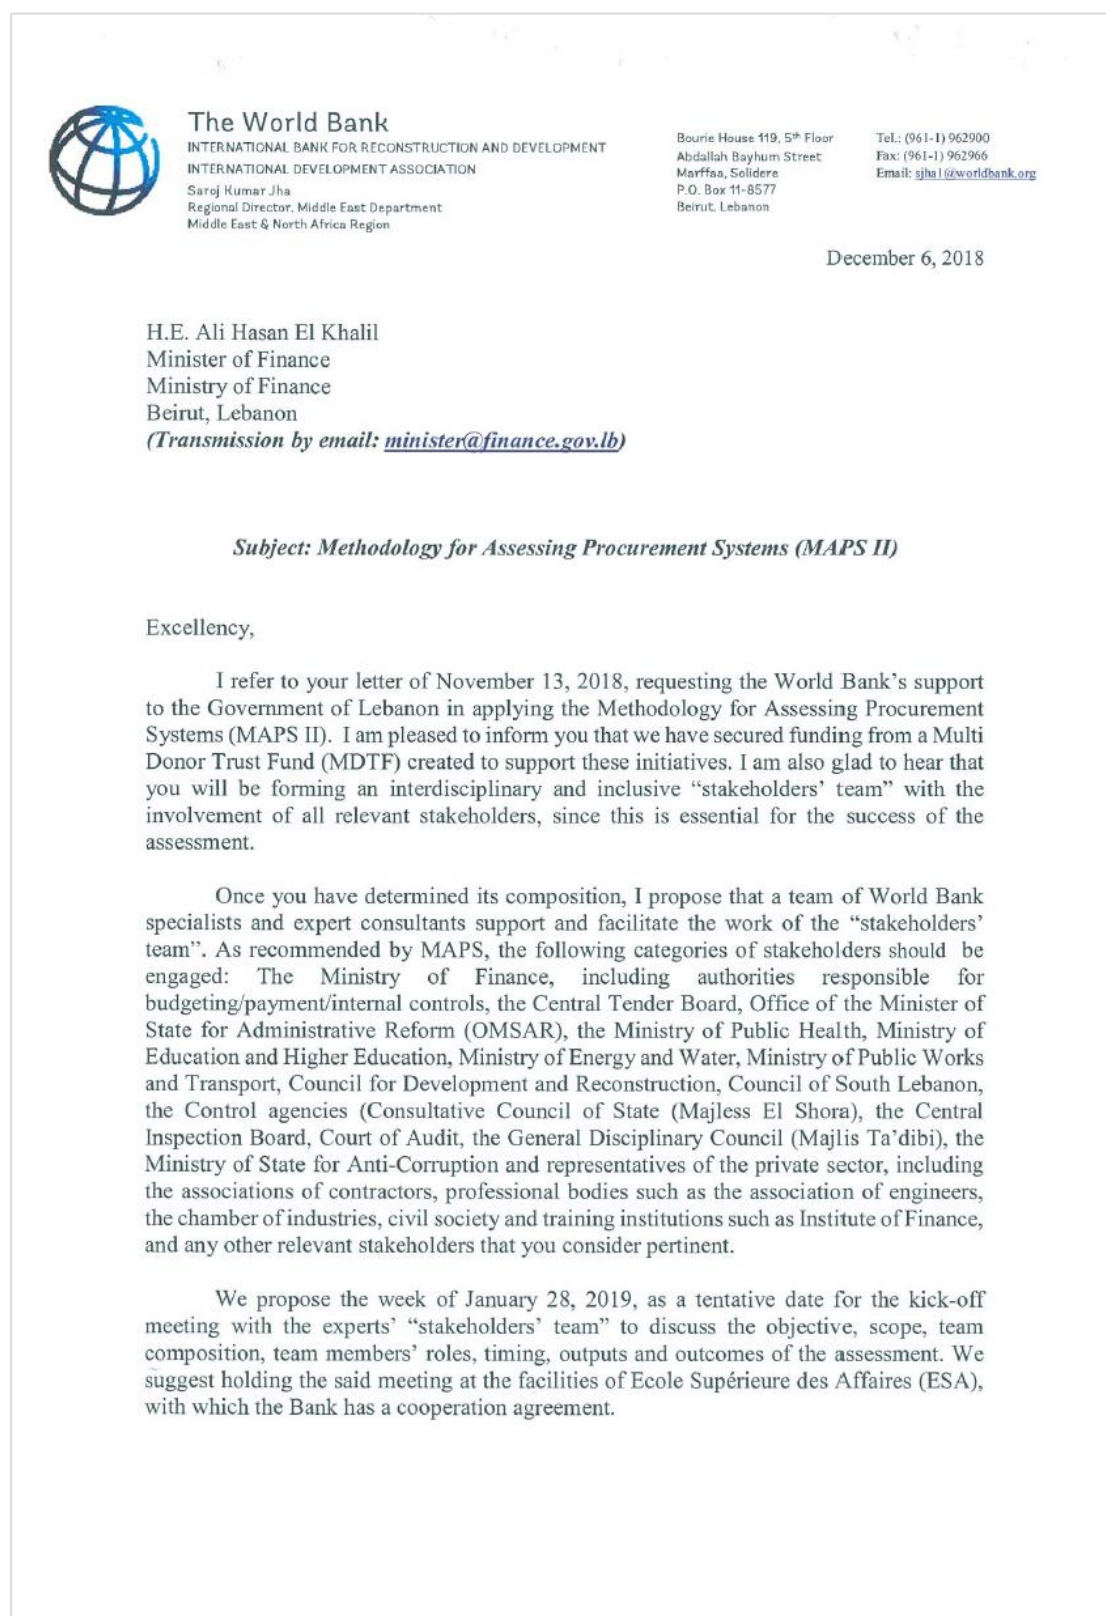 The World Bank
INTERNATIONAL BANK FOR RECONSTRUCTION AND DEVELOPMENT
INTERNATIONAL DEVELOPMENT ASSOCIATION
Saroj Kumar Jha
Regional Director, Middle East Department
Middle East & North Africa Region
Bourie House 119, 5th Floor
Abdallah Bayhum Street
Marffaa, Solidere
P.O. Box 11-8577
Beirut, Lebanon
Tel.: (961-1) 962900
Fax: (961-1) 962966
Email: sjha1@worldbank.org
December 6, 2018
H.E. Ali Hasan El Khalil
Minister of Finance
Ministry of Finance
Beirut, Lebanon
(Transmission by email: minister@finance.gov.lb)
Subject: Methodology for Assessing Procurement Systems (MAPS II)
Excellency,
I refer to your letter of November 13, 2018, requesting the World Bank's support
to the Government of Lebanon in applying the Methodology for Assessing Procurement
Systems (MAPS II). I am pleased to inform you that we have secured funding from a Multi
Donor Trust Fund (MDTF) created to support these initiatives. I am also glad to hear that
you will be forming an interdisciplinary and inclusive “stakeholders’ team” with the
involvement of all relevant stakeholders, since this is essential for the success of the
assessment.
Once you have determined its composition, I propose that a team of World Bank
specialists and expert consultants support and facilitate the work of the “stakeholders’
team”. As recommended by MAPS, the following categories of stakeholders should be
engaged: The Ministry of Finance, including authorities responsible for
budgeting/payment/internal controls, the Central Tender Board, Office of the Minister of
State for Administrative Reform (OMSAR), the Ministry of Public Health, Ministry of
Education and Higher Education, Ministry of Energy and Water, Ministry of Public Works
and Transport, Council for Development and Reconstruction, Council of South Lebanon,
the Control agencies (Consultative Council of State (Majless El Shora), the Central
Inspection Board, Court of Audit, the General Disciplinary Council (Majlis Ta’dibi), the
Ministry of State for Anti-Corruption and representatives of the private sector, including
the associations of contractors, professional bodies such as the association of engineers,
the chamber of industries, civil society and training institutions such as Institute of Finance,
and any other relevant stakeholders that you consider pertinent.
We propose the week of January 28, 2019, as a tentative date for the kick-off
meeting with the experts’ “stakeholders’ team” to discuss the objective, scope, team
composition, team members’ roles, timing, outputs and outcomes of the assessment. We
suggest holding the said meeting at the facilities of Ecole Supérieure des Affaires (ESA),
with which the Bank has a cooperation agreement.